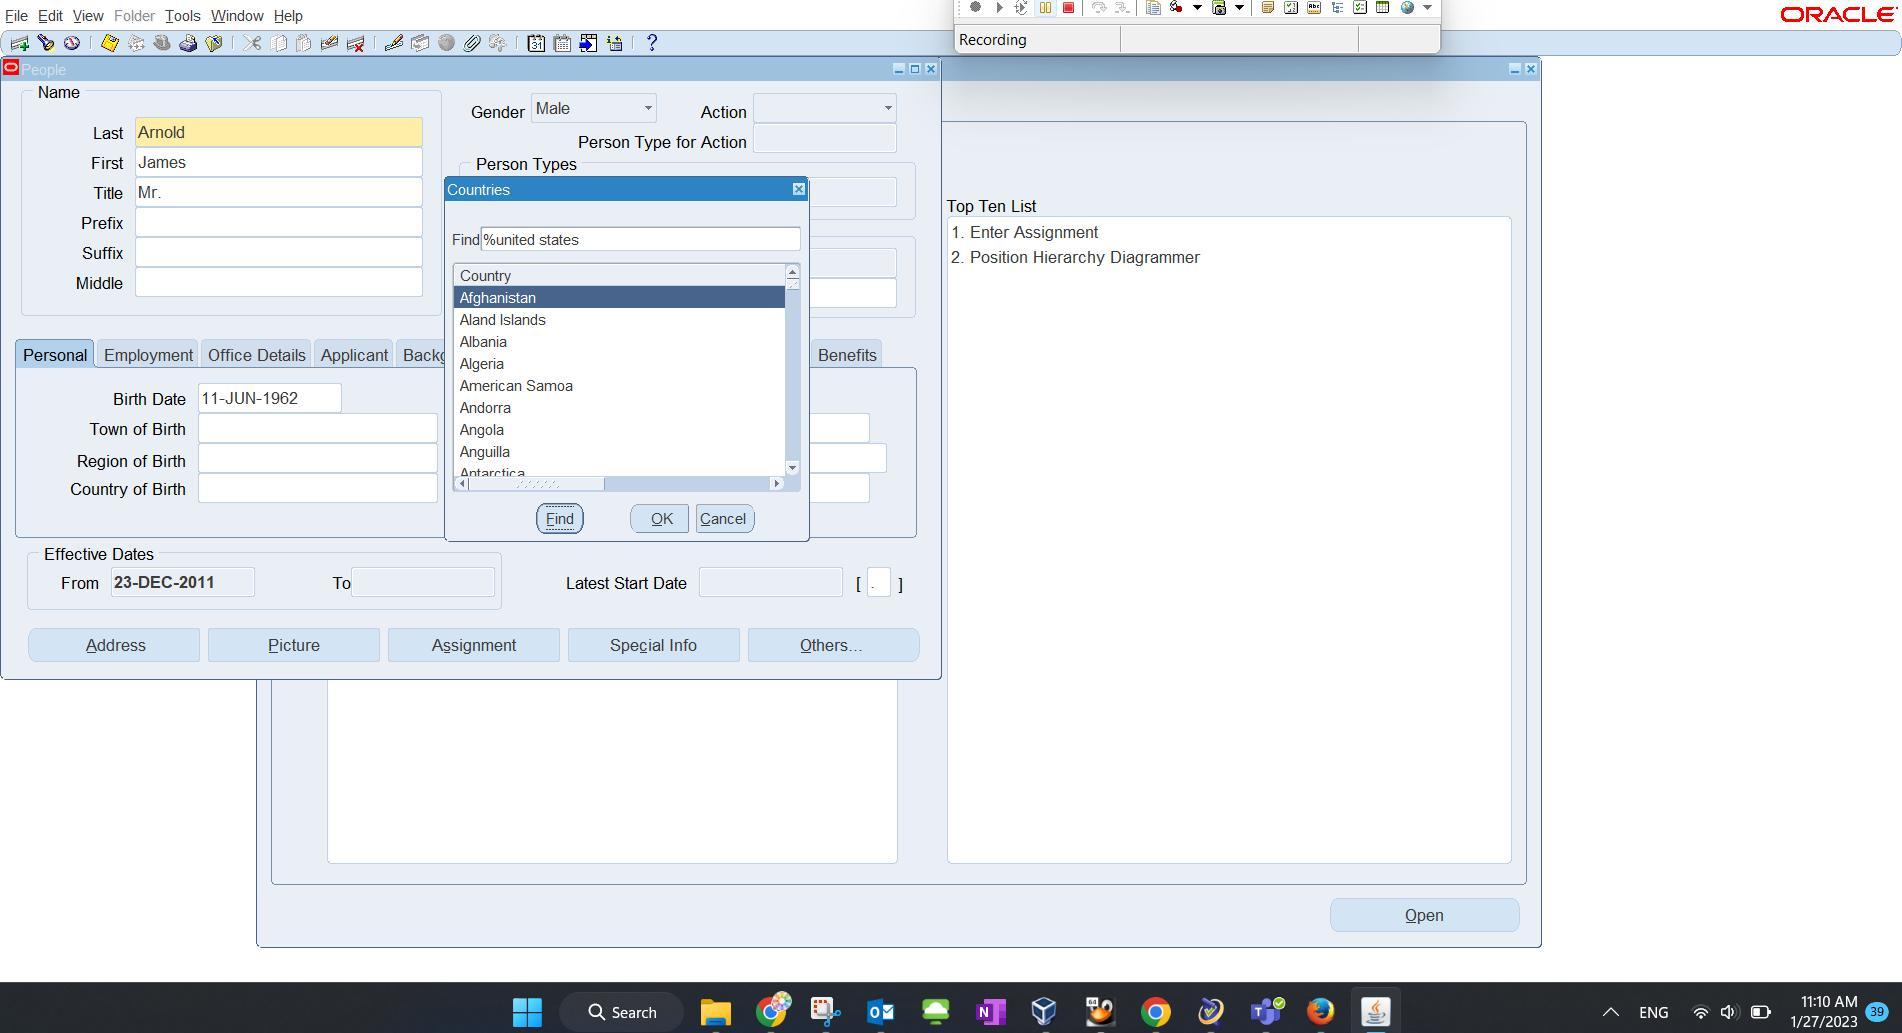 File Edit View Folder Tools Window Help
ORACLE
Recording
People
Name
Last Arnold
First James
Title Mr.
Prefix
Suffix
Middle
Gender Male
Action
Person Type for Action
Person Types
Countries
Find %united states
Country
Afghanistan
Aland Islands
Albania
Algeria
American Samoa
Andorra
Angola
Anguilla
Antarctica
Find OK Cancel
Top Ten List
1. Enter Assignment
2. Position Hierarchy Diagrammer
Personal Employment Office Details Applicant Backg Benefits
Birth Date 11-JUN-1962
Town of Birth
Region of Birth
Country of Birth
Effective Dates
From 23-DEC-2011 To Latest Start Date [ . ]
Address Picture Assignment Special Info Others...
Open
Search
ENG
11:10 AM
1/27/2023
39